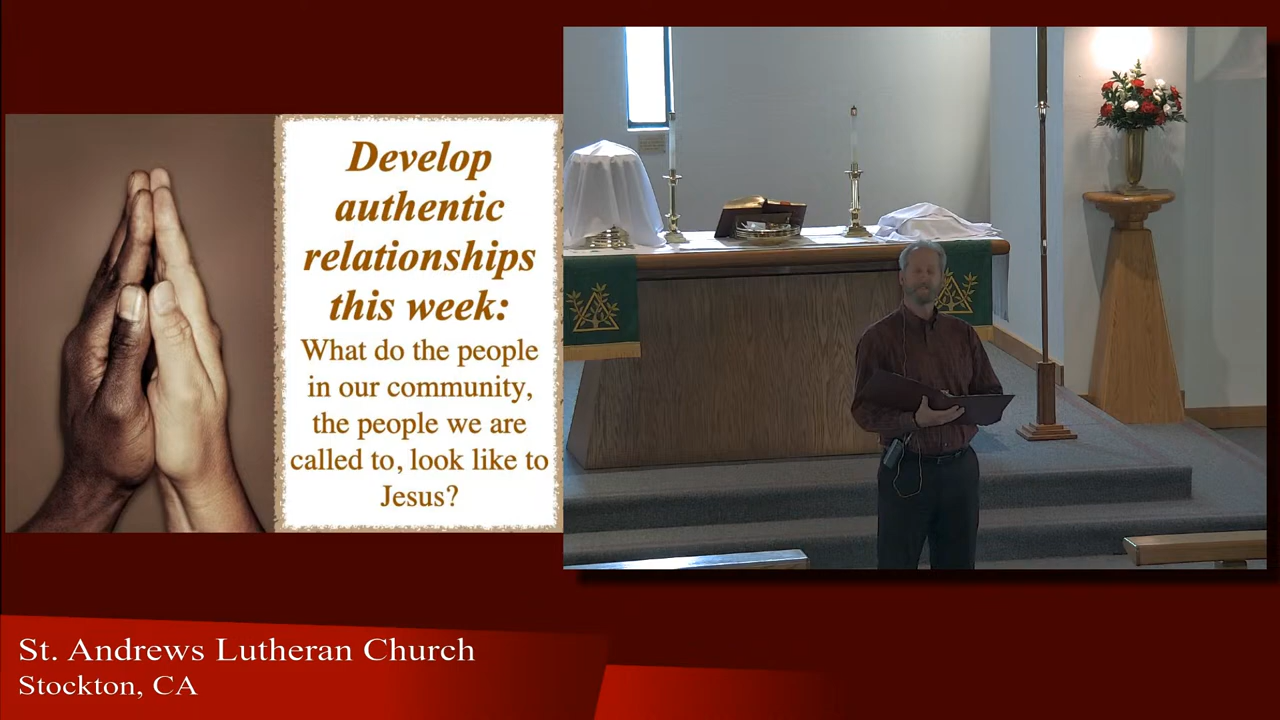 Develop
authentic
relationships
this week:
What do the people
in our community,
the people we are
called to, look like to
Jesus?
St. Andrews Lutheran Church
Stockton, CA